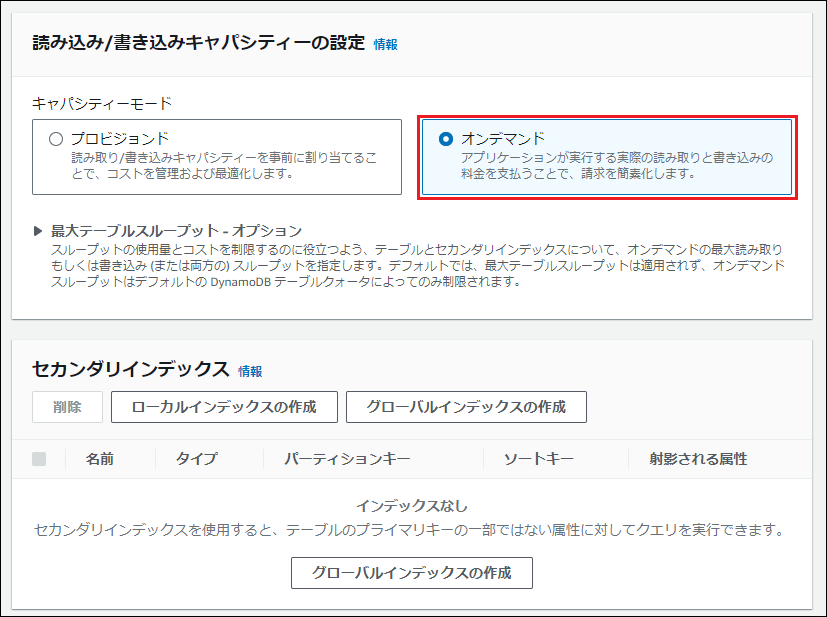 読み込み/書き込みキャパシティーの設定 情報
キャパシティーモード
プロビジョンド
読み取り/書き込みキャパシティーを事前に割り当てるこ
とで、コストを管理および最適化します。
オンデマンド
アプリケーションが実行する実際の読み取りと書き込みの
料金を支払うことで、請求を簡素化します。
▶ 最大テーブルスループット - オプション
スループットの使用量とコストを制限するのに役立つよう、テーブルとセカンダリインデックスについて、オンデマンドの最大読み取り
もしくは書き込み (または両方の) スループットを指定します。デフォルトでは、最大テーブルスループットは適用されず、オンデマンド
スループットはデフォルトの DynamoDB テーブルクォータによってのみ制限されます。
セカンダリインデックス 情報
削除 ローカルインデックスの作成 グローバルインデックスの作成
名前 タイプ パーティションキー ソートキー 射影される属性
インデックスなし
セカンダリインデックスを使用すると、テーブルのプライマリキーの一部ではない属性に対してクエリを実行できます。
グローバルインデックスの作成